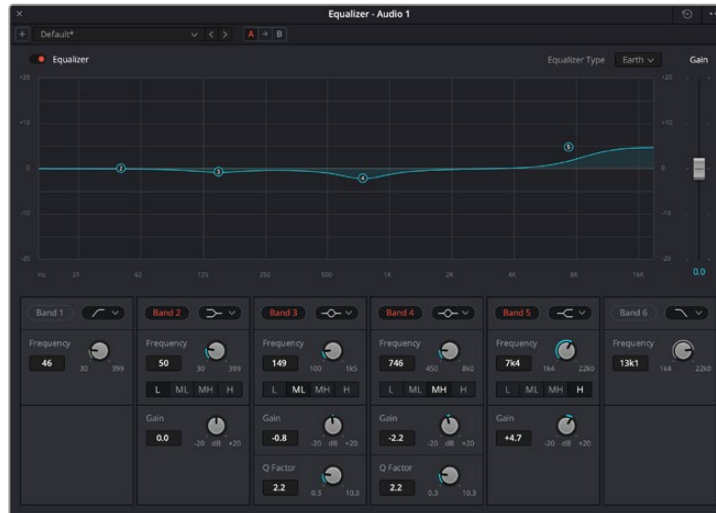 Equalizer - Audio 1
Default*
A B
Equalizer
Equalizer Type Earth Gain
+20 +20
+10 +10
0 0
-10 -10
-20 -20
Hz 31 62 125 250 500 1K 2K 4K 8K 16K
0.0
2 3 4 5
Band 1 Band 2 Band 3 Band 4 Band 5 Band 6
Frequency Frequency Frequency Frequency Frequency Frequency
46 30 399 50 30 399 149 100 1k5 746 450 8k0 7k4 1k4 22k0 13k1 1k4 22k0
L ML MH H L ML MH H L ML MH H L ML MH H
Gain Gain Gain Gain
0.0 -20 dB +20 -0.8 -20 dB +20 -2.2 -20 dB +20 +4.7 -20 dB +20
Q Factor Q Factor
2.2 0.3 10.3 2.2 0.3 10.3